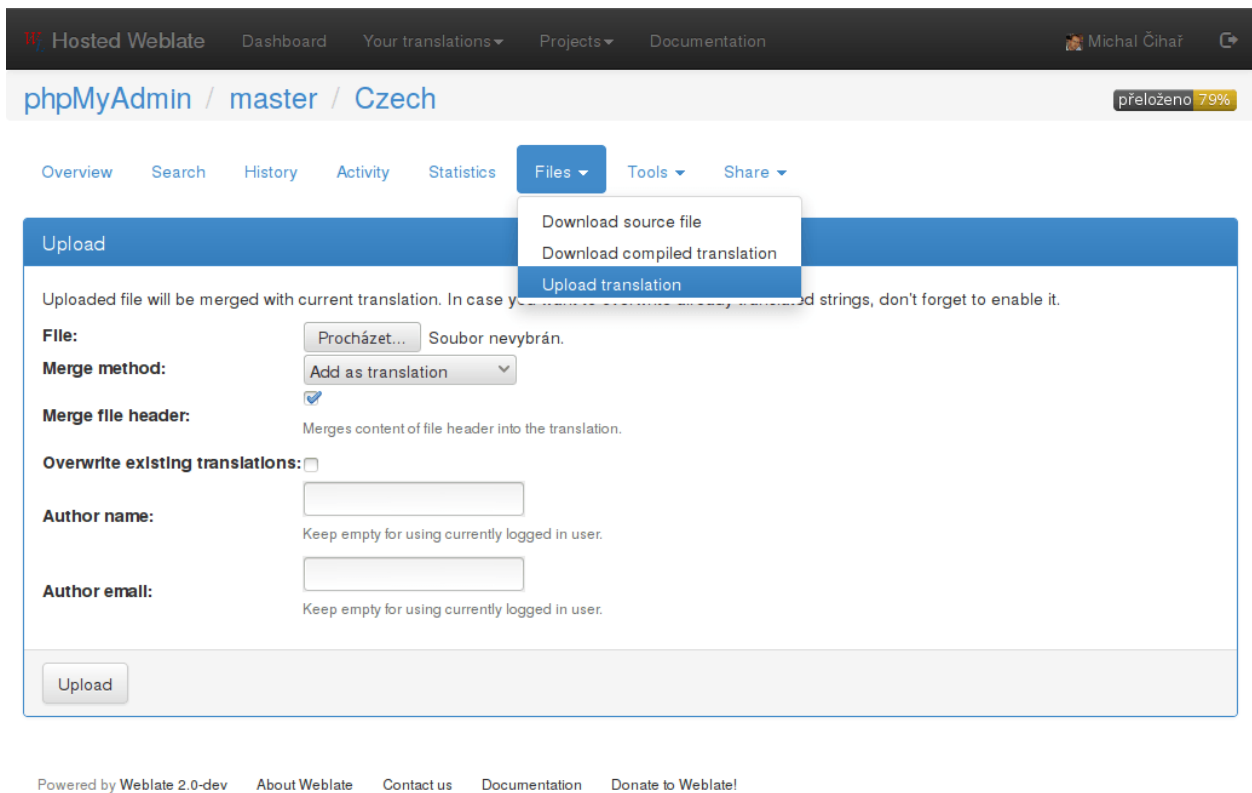 Hosted Weblate Dashboard Your translations Projects Documentation Michal Čihař
phpMyAdmin / master / Czech přeloženo 79%
Overview Search History Activity Statistics Files Tools Share
Download source file
Upload
Download compiled translation
Upload translation
Uploaded file will be merged with current translation. In case you want to overwrite already translated strings, don't forget to enable it.
File: Procházet... Soubor nevybrán.
Merge method: Add as translation
Merge file header:
Merges content of file header into the translation.
Overwrite existing translations:
Author name:
Keep empty for using currently logged in user.
Author email:
Keep empty for using currently logged in user.
Upload
Powered by Weblate 2.0-dev About Weblate Contact us Documentation Donate to Weblate!